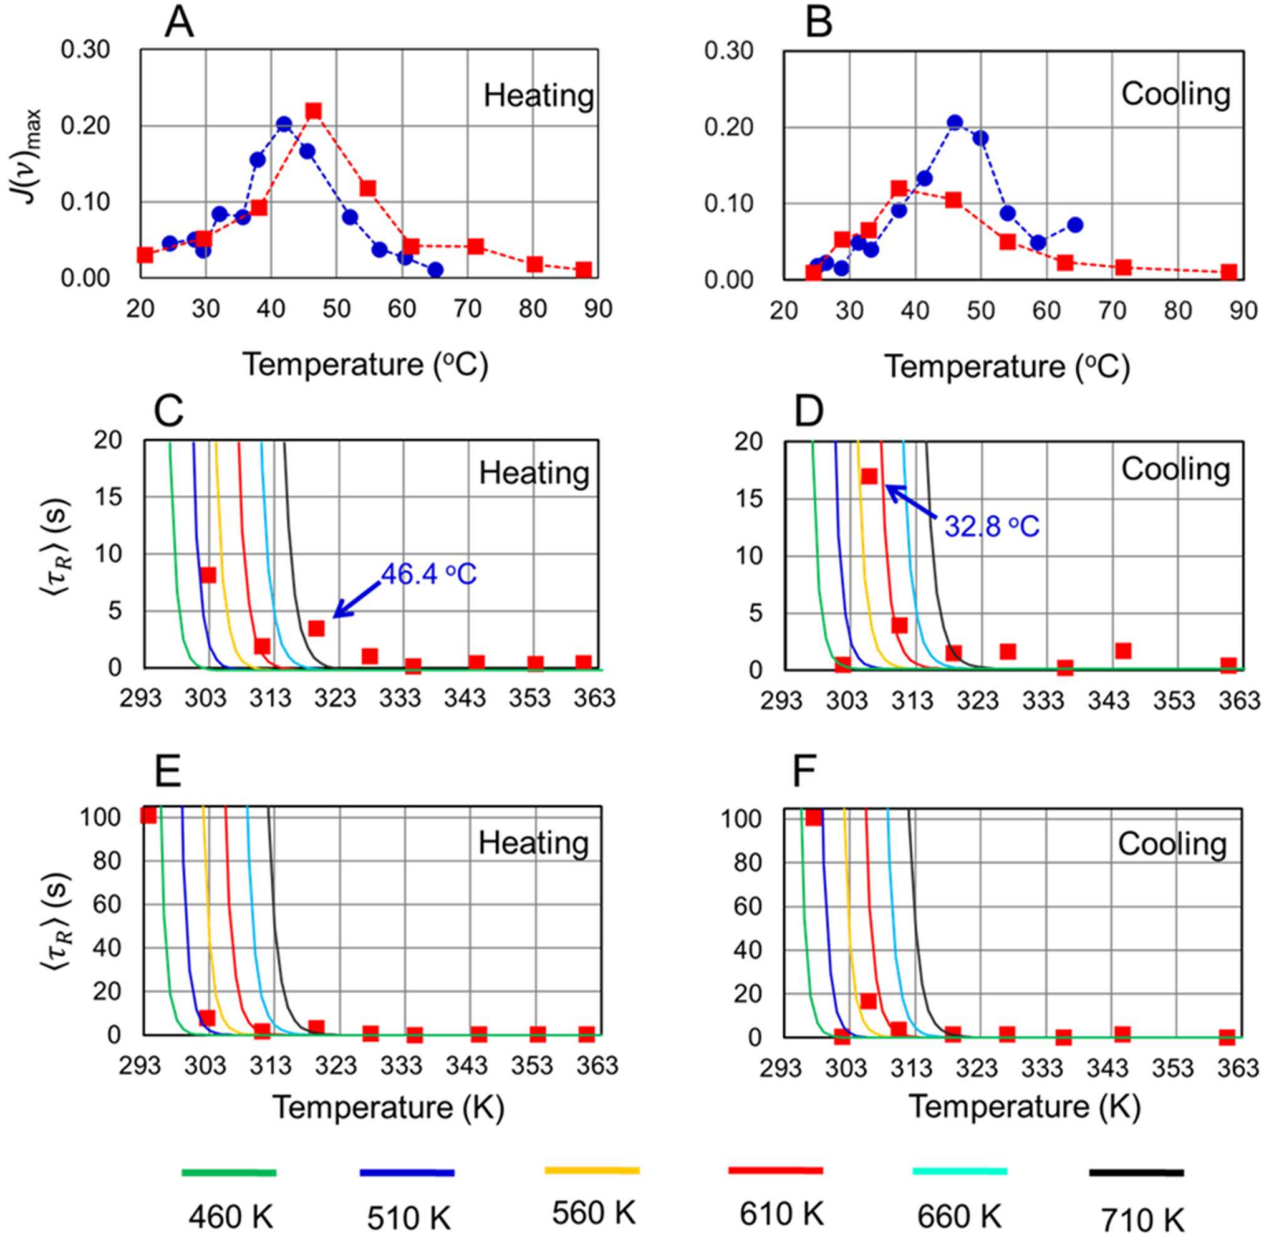 A
B
0.30
0.20
0.10
0.00
J(ν)max
Heating
20 30 40 50 60 70 80 90
Temperature (oC)
0.30
0.20
0.10
0.00
Cooling
20 30 40 50 60 70 80 90
Temperature (oC)
C
D
20
15
10
5
0
⟨τR⟩ (s)
Heating
46.4 oC
293 303 313 323 333 343 353 363
20
15
10
5
0
Cooling
32.8 oC
293 303 313 323 333 343 353 363
E
F
100
80
60
40
20
0
⟨τR⟩ (s)
Heating
293 303 313 323 333 343 353 363
Temperature (K)
100
80
60
40
20
0
Cooling
293 303 313 323 333 343 353 363
Temperature (K)
460 K 510 K 560 K 610 K 660 K 710 K